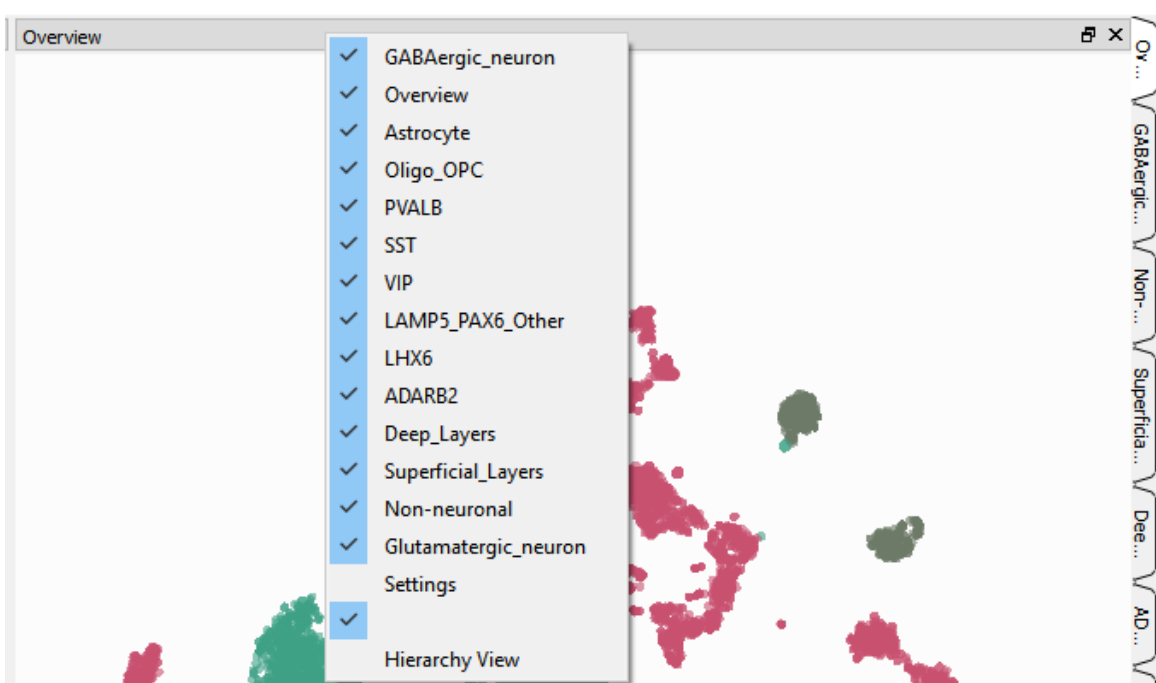 Overview
GABAergic_neuron
Overview
Astrocyte
Oligo_OPC
PVALB
SST
VIP
LAMP5_PAX6_Other
LHX6
ADARB2
Deep_Layers
Superficial_Layers
Non-neuronal
Glutamatergic_neuron
Settings
Hierarchy View
Ov...
GABAergic...
Non-...
Superficia...
Dee...
AD...